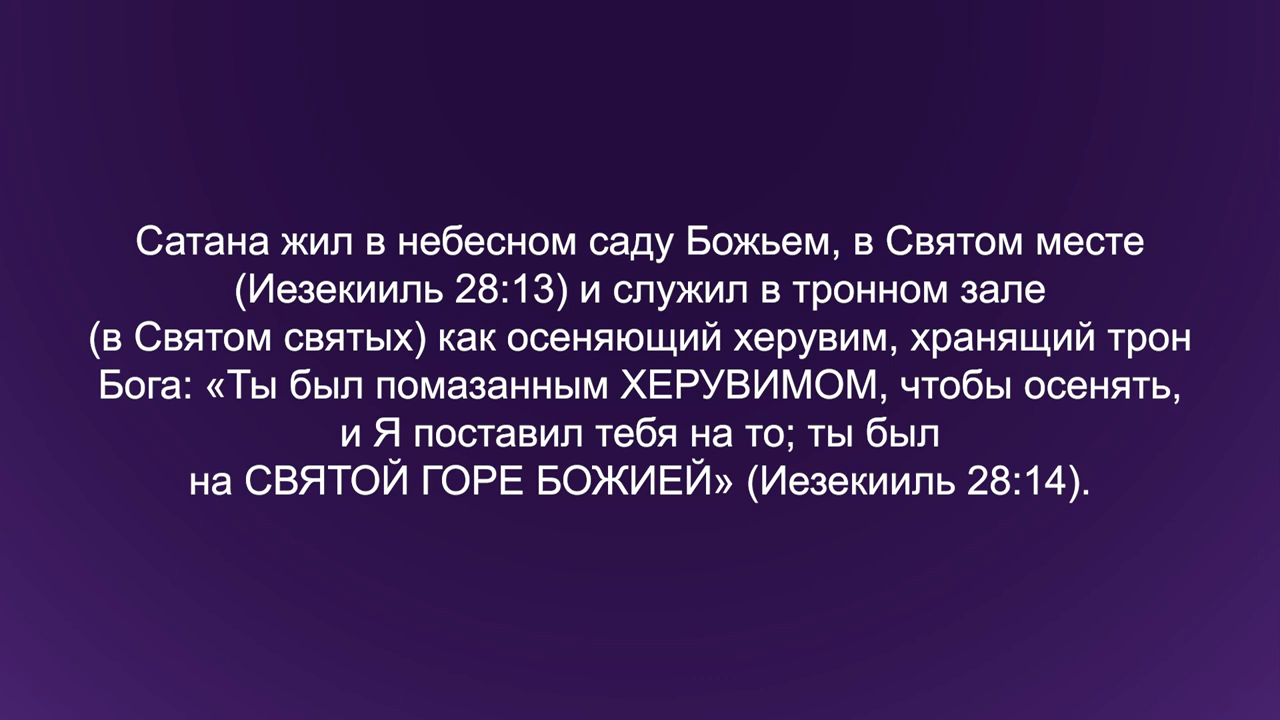 Сатана жил в небесном саду Божьем, в Святом месте
(Иезекииль 28:13) и служил в тронном зале
(в Святом святых) как осеняющий херувим, хранящий трон
Бога: «Ты был помазанным ХЕРУВИМОМ, чтобы осенять,
и Я поставил тебя на то; ты был
на СВЯТОЙ ГОРЕ БОЖИЕЙ» (Иезекииль 28:14).